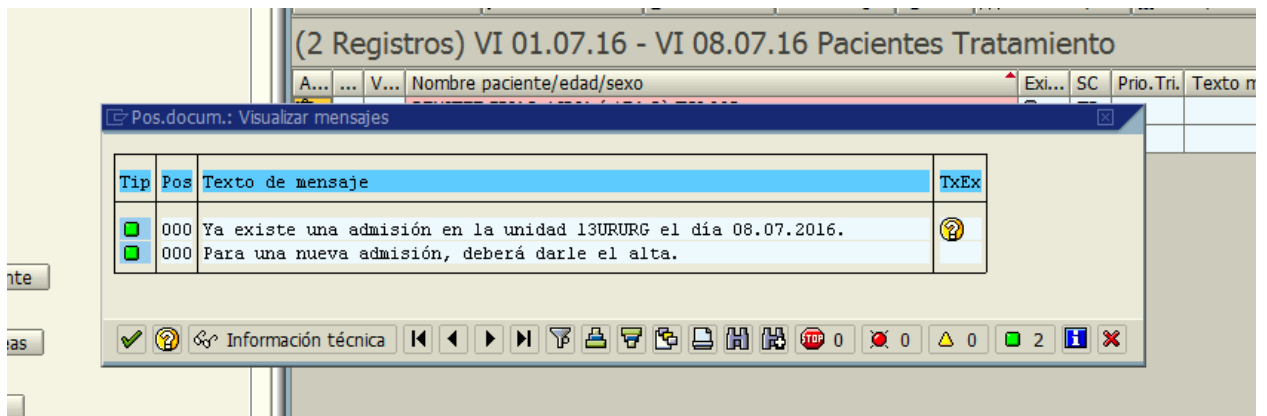 (2 Registros) VI 01.07.16 - VI 08.07.16 Pacientes Tratamiento
A... ... V... Nombre paciente/edad/sexo Exi... SC Prio.Tri. Texto m
Pos.docum.: Visualizar mensajes
Tip Pos Texto de mensaje TxEx
000 Ya existe una admisión en la unidad 13URURG el día 08.07.2016.
000 Para una nueva admisión, deberá darle el alta.
nte
eas
Información técnica STOP 0 0 0 2